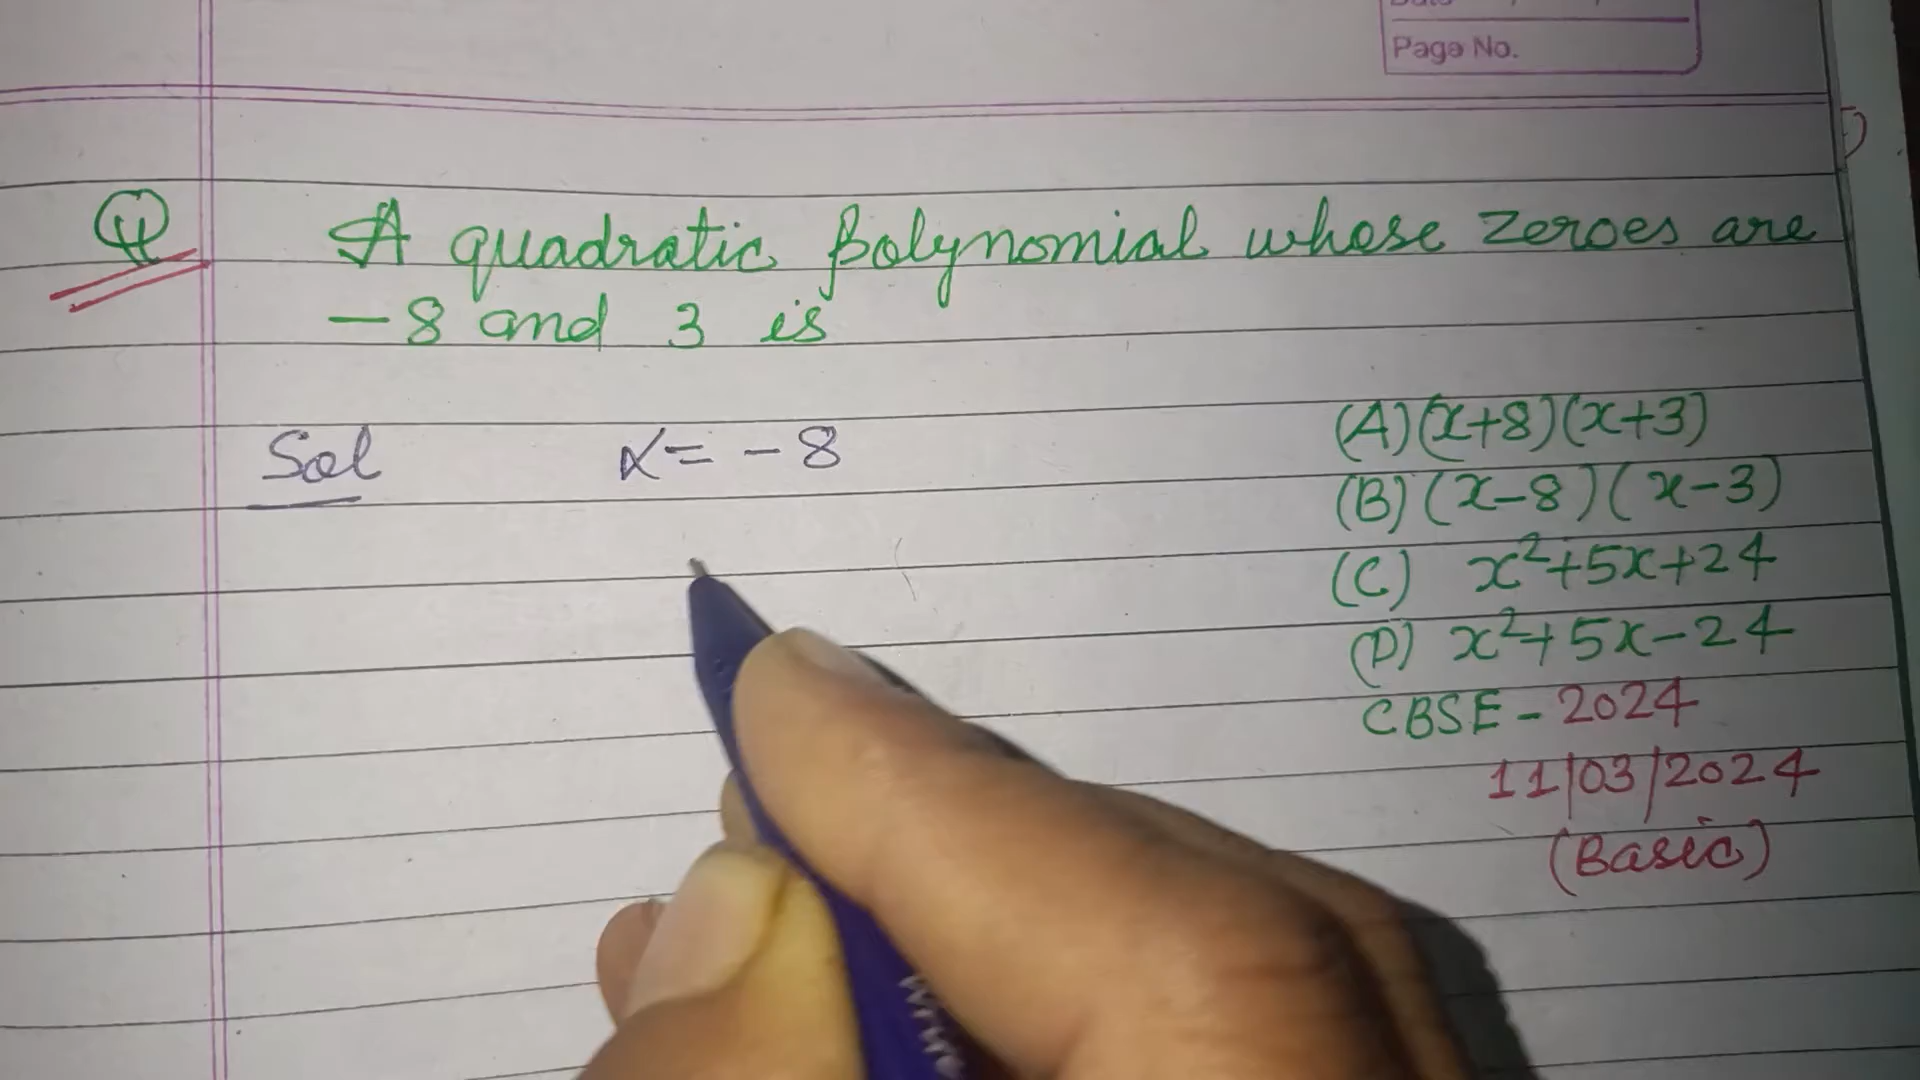 Page No.
Q A quadratic polynomial whose zeroes are
-8 and 3 is
Sol α = -8
(A) (x+8)(x+3)
(B) (x-8)(x-3)
(C) x²+5x+24
(D) x²+5x-24
CBSE - 2024
11/03/2024
(Basic)